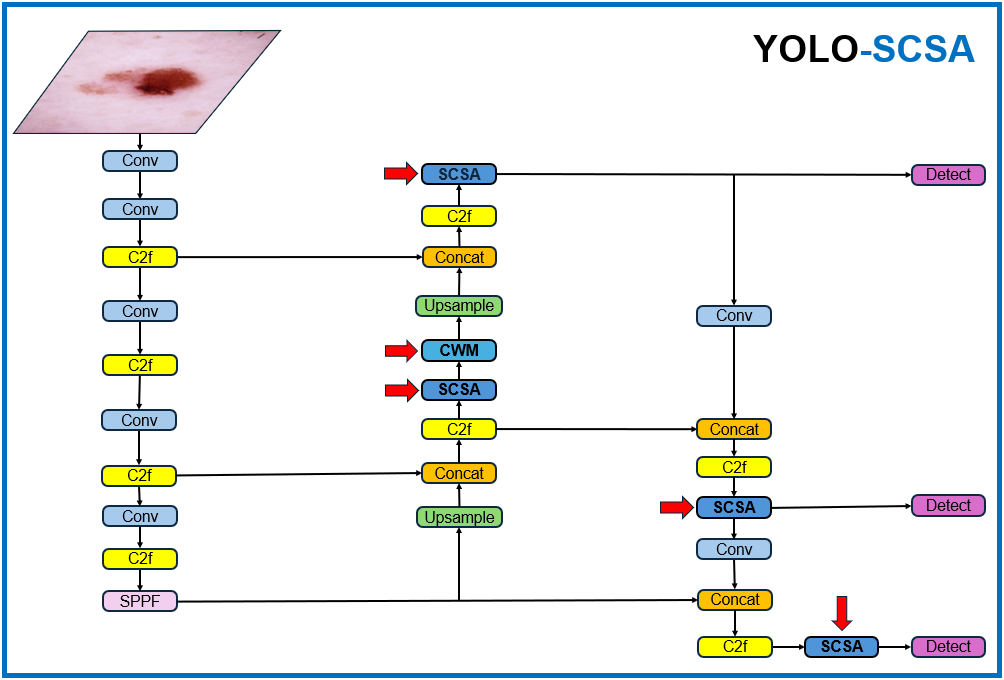 YOLO-SCSA
Conv
Conv
C2f
Conv
C2f
Conv
C2f
Conv
C2f
SPPF
SCSA
C2f
Concat
Upsample
CWM
SCSA
C2f
Concat
Upsample
Detect
Conv
Concat
C2f
SCSA
Detect
Conv
Concat
C2f
SCSA
Detect